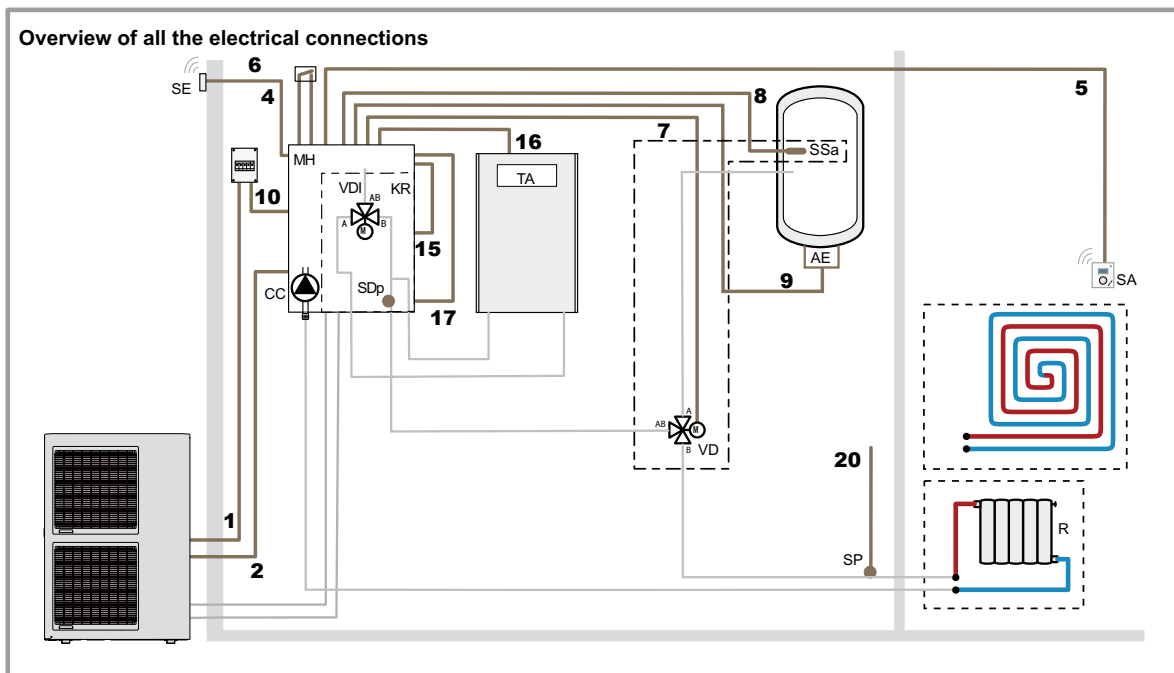 Overview of all the electrical connections
6
5
SE
4
8
7
16
SSa
MH
TA
VDI
KR
AB
10
A
B
M
15
AE
9
SA
CC
SDp
17
A
AB
M
B
VD
20
1
R
2
SP